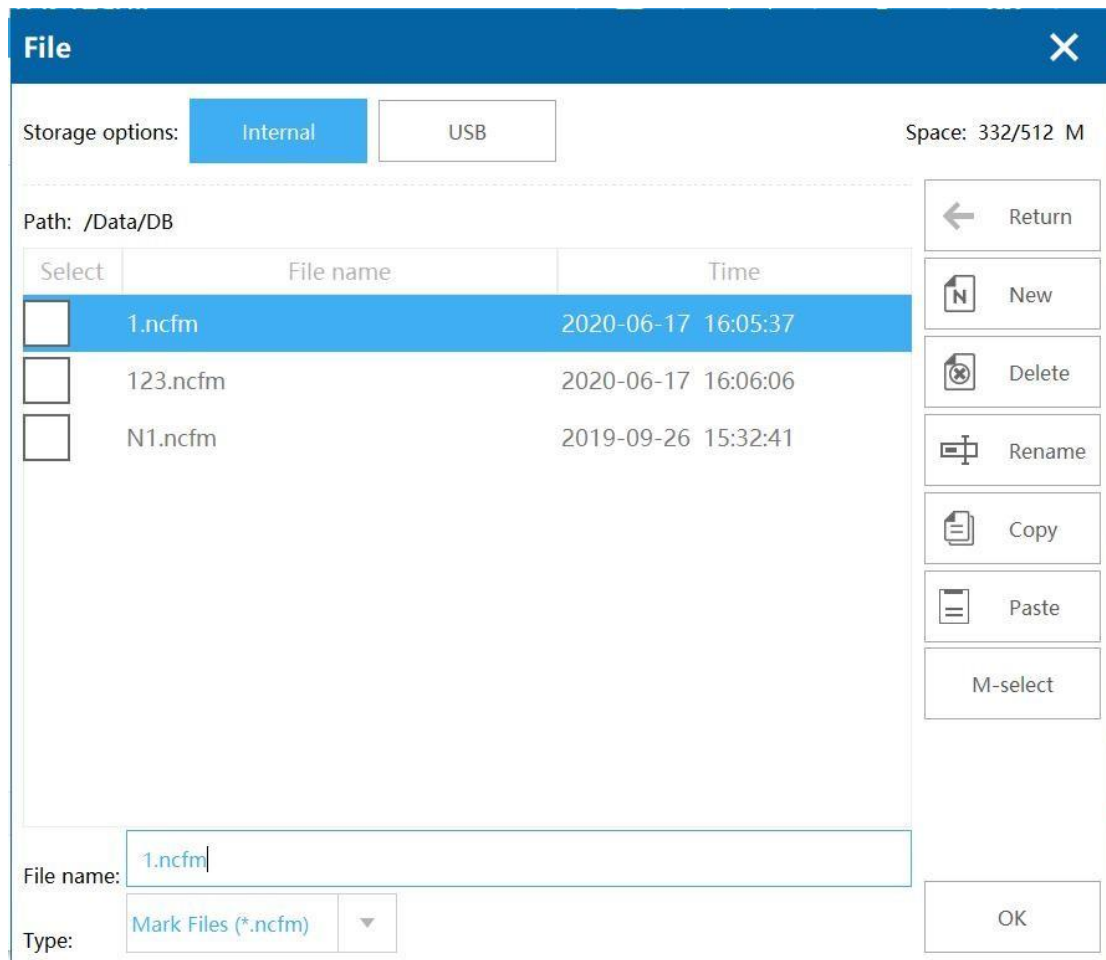 File
Storage options: Internal USB Space: 332/512 M
Path: /Data/DB
Return
Select File name Time
New
1.ncfm 2020-06-17 16:05:37
123.ncfm 2020-06-17 16:06:06
Delete
N1.ncfm 2019-09-26 15:32:41
Rename
Copy
Paste
M-select
File name: 1.ncfm
Type: Mark Files (*.ncfm)
OK